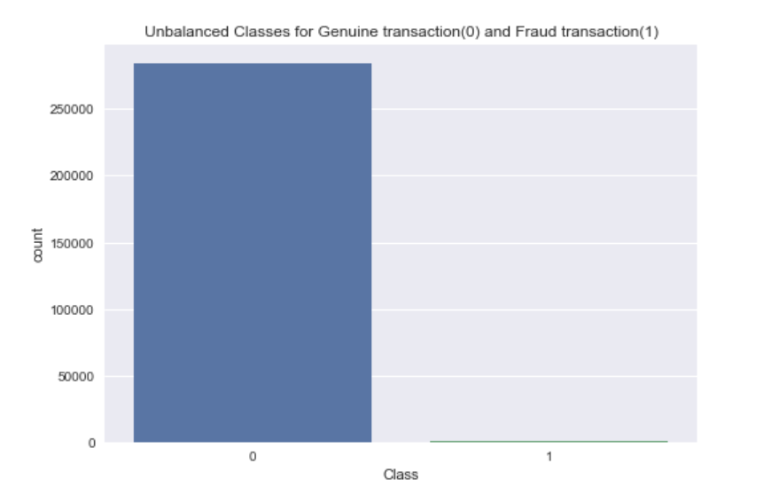 Unbalanced Classes for Genuine transaction(0) and Fraud transaction(1)
250000
200000
150000
100000
50000
0
count
0 1
Class